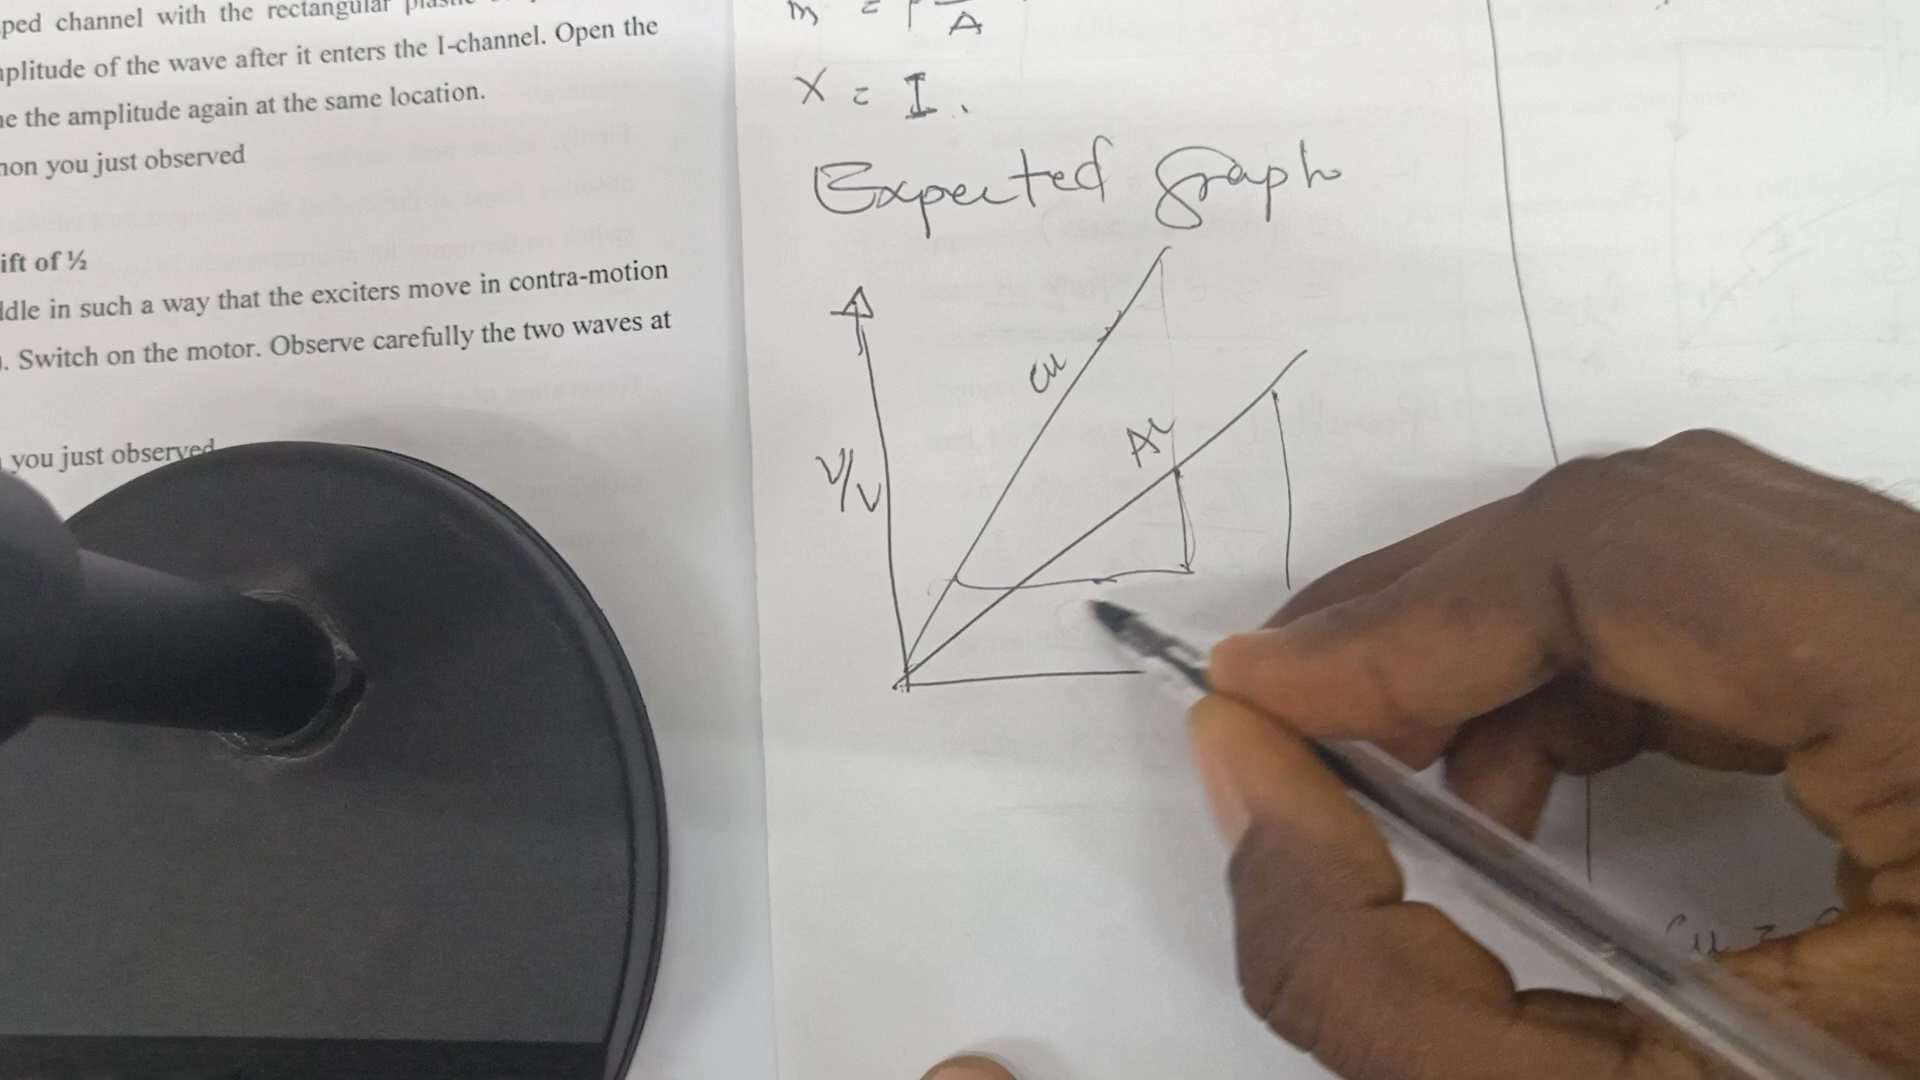 ped channel with the rectangular
plitude of the wave after it enters the I-channel. Open the
e the amplitude again at the same location.
non you just observed
ift of ½
ldle in such a way that the exciters move in contra-motion
. Switch on the motor. Observe carefully the two waves at
you just observed
m =
A
X = I.
Expected graph
Cu
Al
V/V